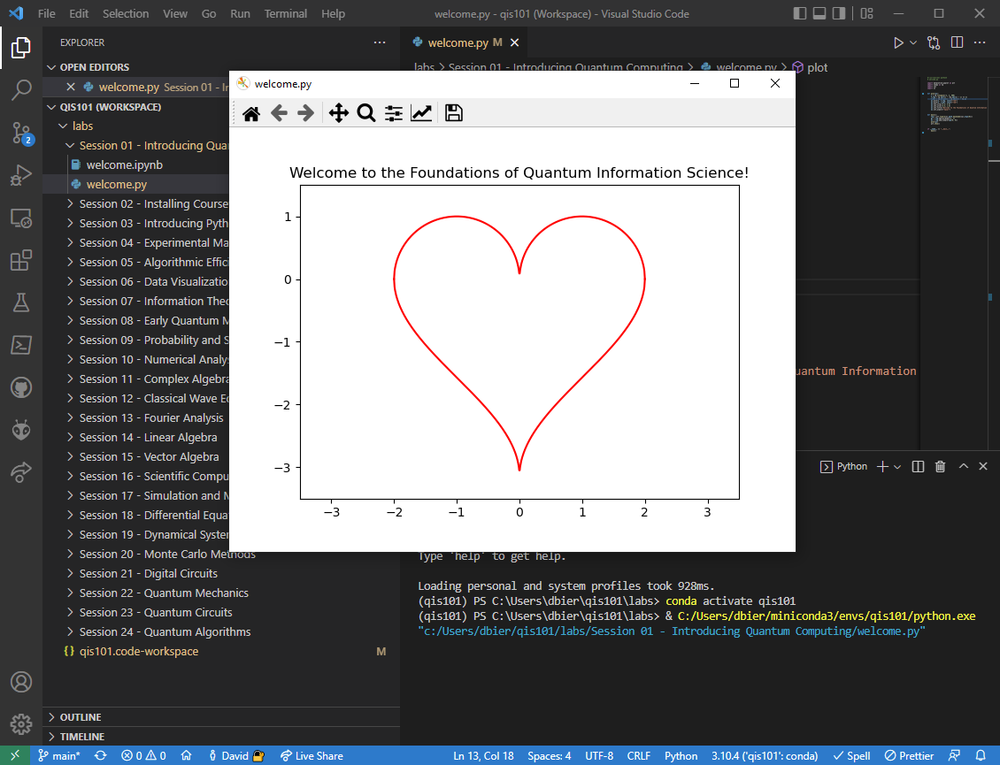 File Edit Selection View Go Run Terminal Help
welcome.py - qis101 (Workspace) - Visual Studio Code
EXPLORER
OPEN EDITORS
welcome.py Session 01 - In
QIS101 (WORKSPACE)
labs
Session 01 - Introducing Qua
welcome.ipynb
welcome.py
Session 02 - Installing Course
Session 03 - Introducing Pyth
Session 04 - Experimental Ma
Session 05 - Algorithmic Effici
Session 06 - Data Visualizatio
Session 07 - Information Theo
Session 08 - Early Quantum M
Session 09 - Probability and S
Session 10 - Numerical Analys
Session 11 - Complex Algebra
Session 12 - Classical Wave Ec
Session 13 - Fourier Analysis
Session 14 - Linear Algebra
Session 15 - Vector Algebra
Session 16 - Scientific Compu
Session 17 - Simulation and M
Session 18 - Differential Equa
Session 19 - Dynamical System
Session 20 - Monte Carlo Methods
Session 21 - Digital Circuits
Session 22 - Quantum Mechanics
Session 23 - Quantum Circuits
Session 24 - Quantum Algorithms
{} qis101.code-workspace M
OUTLINE
TIMELINE
2
welcome.py M
labs > Session 01 - Introducing Quantum Computing > welcome.py > plot
welcome.py
Welcome to the Foundations of Quantum Information Science!
1
0
−1
−2
−3
−3 −2 −1 0 1 2 3
uantum Information
Python
Type 'help' to get help.
Loading personal and system profiles took 928ms.
(qis101) PS C:\Users\dbier\qis101\labs> conda activate qis101
(qis101) PS C:\Users\dbier\qis101\labs> & C:/Users/dbier/miniconda3/envs/qis101/python.exe
"c:/Users/dbier/qis101/labs/Session 01 - Introducing Quantum Computing/welcome.py"
main* 0 0 David Live Share Ln 13, Col 18 Spaces: 4 UTF-8 CRLF Python 3.10.4 ('qis101': conda) Spell Prettier